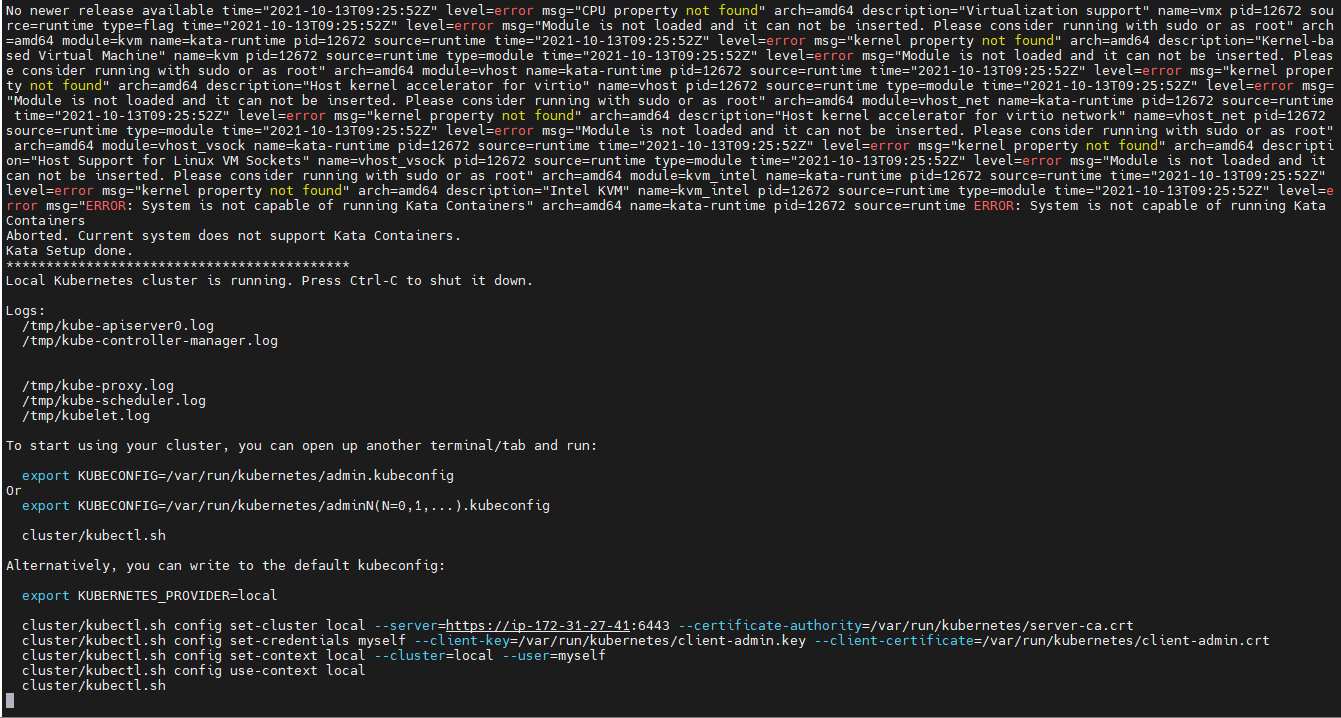 No newer release available time="2021-10-13T09:25:52Z" level=error msg="CPU property not found" arch=amd64 description="Virtualization support" name=vmx pid=12672 sou
rce=runtime type=flag time="2021-10-13T09:25:52Z" level=error msg="Module is not loaded and it can not be inserted. Please consider running with sudo or as root" arch
=amd64 module=kvm name=kata-runtime pid=12672 source=runtime time="2021-10-13T09:25:52Z" level=error msg="kernel property not found" arch=amd64 description="Kernel-ba
sed Virtual Machine" name=kvm pid=12672 source=runtime type=module time="2021-10-13T09:25:52Z" level=error msg="Module is not loaded and it can not be inserted. Pleas
e consider running with sudo or as root" arch=amd64 module=vhost name=kata-runtime pid=12672 source=runtime time="2021-10-13T09:25:52Z" level=error msg="kernel proper
ty not found" arch=amd64 description="Host kernel accelerator for virtio" name=vhost pid=12672 source=runtime type=module time="2021-10-13T09:25:52Z" level=error msg=
"Module is not loaded and it can not be inserted. Please consider running with sudo or as root" arch=amd64 module=vhost_net name=kata-runtime pid=12672 source=runtime
time="2021-10-13T09:25:52Z" level=error msg="kernel property not found" arch=amd64 description="Host kernel accelerator for virtio network" name=vhost_net pid=12672
source=runtime type=module time="2021-10-13T09:25:52Z" level=error msg="Module is not loaded and it can not be inserted. Please consider running with sudo or as root"
arch=amd64 module=vhost_vsock name=kata-runtime pid=12672 source=runtime time="2021-10-13T09:25:52Z" level=error msg="kernel property not found" arch=amd64 descripti
on="Host Support for Linux VM Sockets" name=vhost_vsock pid=12672 source=runtime type=module time="2021-10-13T09:25:52Z" level=error msg="Module is not loaded and it
can not be inserted. Please consider running with sudo or as root" arch=amd64 module=kvm_intel name=kata-runtime pid=12672 source=runtime time="2021-10-13T09:25:52Z"
level=error msg="kernel property not found" arch=amd64 description="Intel KVM" name=kvm_intel pid=12672 source=runtime type=module time="2021-10-13T09:25:52Z" level=e
rror msg="ERROR: System is not capable of running Kata Containers" arch=amd64 name=kata-runtime pid=12672 source=runtime ERROR: System is not capable of running Kata
Containers
Aborted. Current system does not support Kata Containers.
Kata Setup done.
*******************************************
Local Kubernetes cluster is running. Press Ctrl-C to shut it down.

Logs:
  /tmp/kube-apiserver0.log
  /tmp/kube-controller-manager.log

  /tmp/kube-proxy.log
  /tmp/kube-scheduler.log
  /tmp/kubelet.log

To start using your cluster, you can open up another terminal/tab and run:

  export KUBECONFIG=/var/run/kubernetes/admin.kubeconfig
Or
  export KUBECONFIG=/var/run/kubernetes/adminN(N=0,1,...).kubeconfig

  cluster/kubectl.sh

Alternatively, you can write to the default kubeconfig:

  export KUBERNETES_PROVIDER=local

  cluster/kubectl.sh config set-cluster local --server=https://ip-172-31-27-41:6443 --certificate-authority=/var/run/kubernetes/server-ca.crt
  cluster/kubectl.sh config set-credentials myself --client-key=/var/run/kubernetes/client-admin.key --client-certificate=/var/run/kubernetes/client-admin.crt
  cluster/kubectl.sh config set-context local --cluster=local --user=myself
  cluster/kubectl.sh config use-context local
  cluster/kubectl.sh